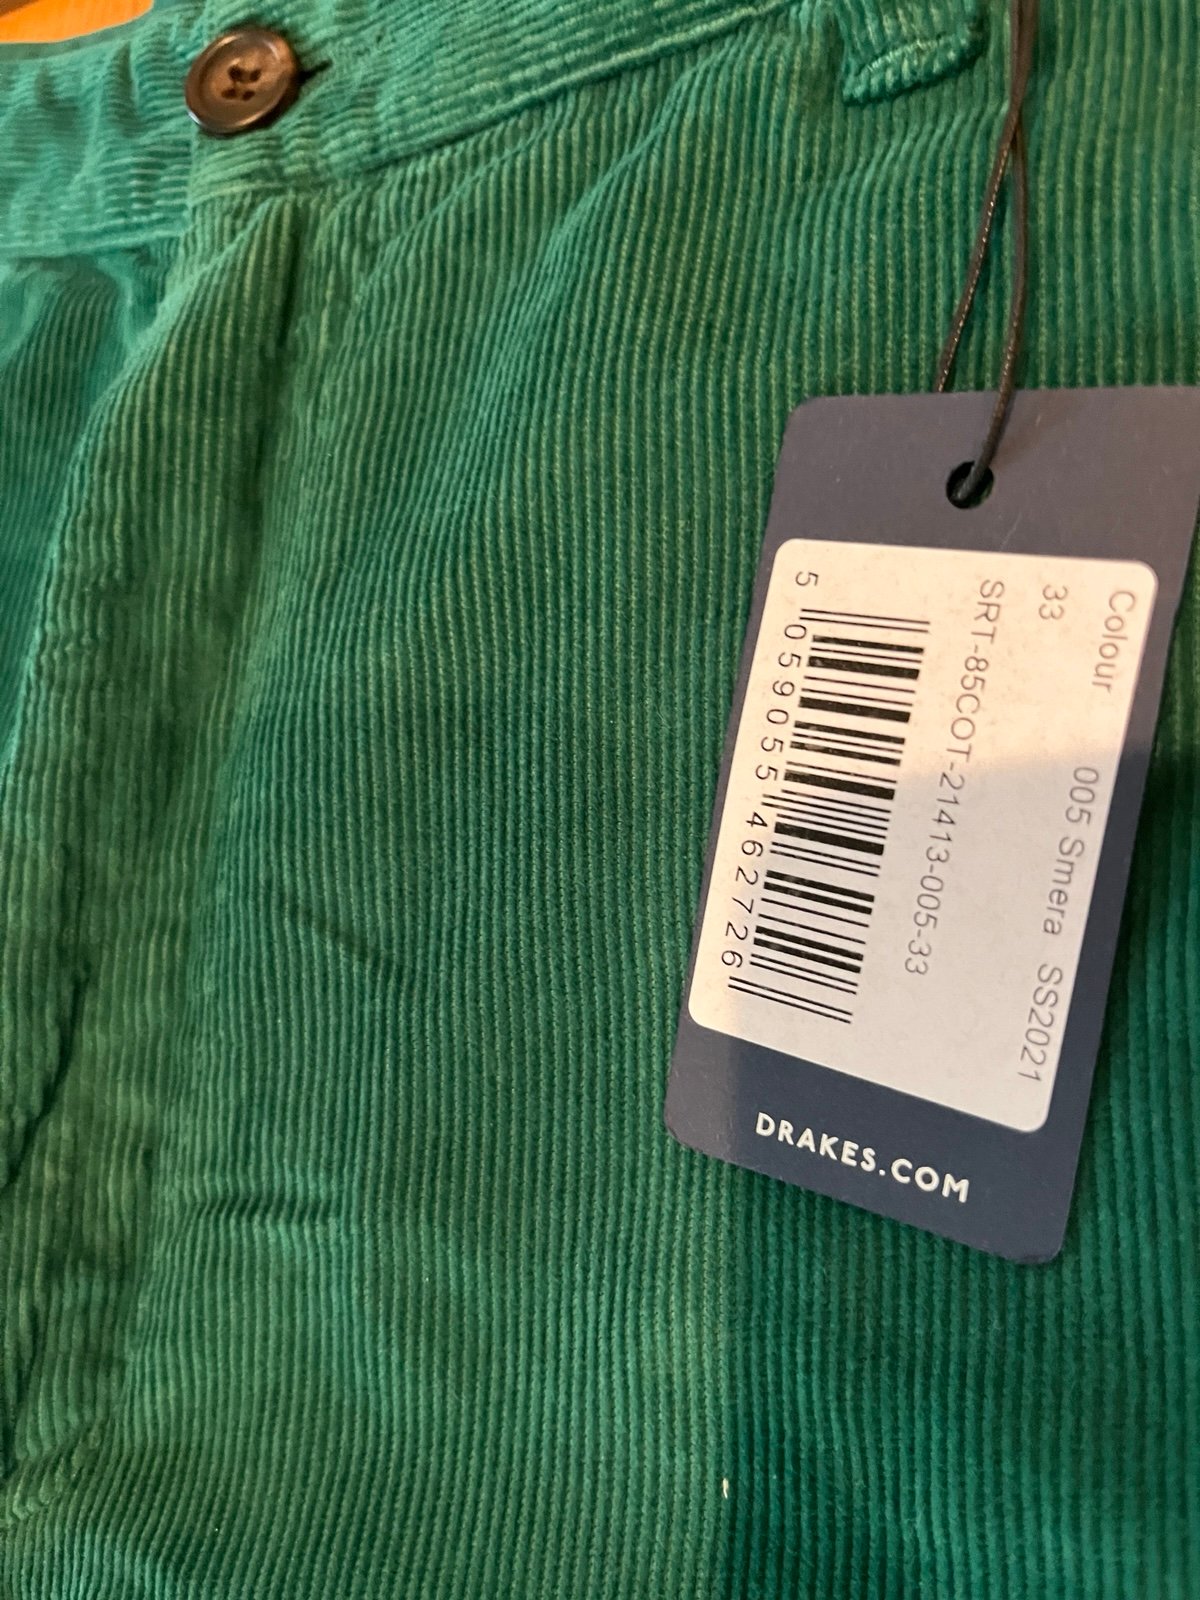 Colour 005 Smera SS2021
33
SRT-85COT-21413-005-33
5 059055 462726
DRAKES.COM